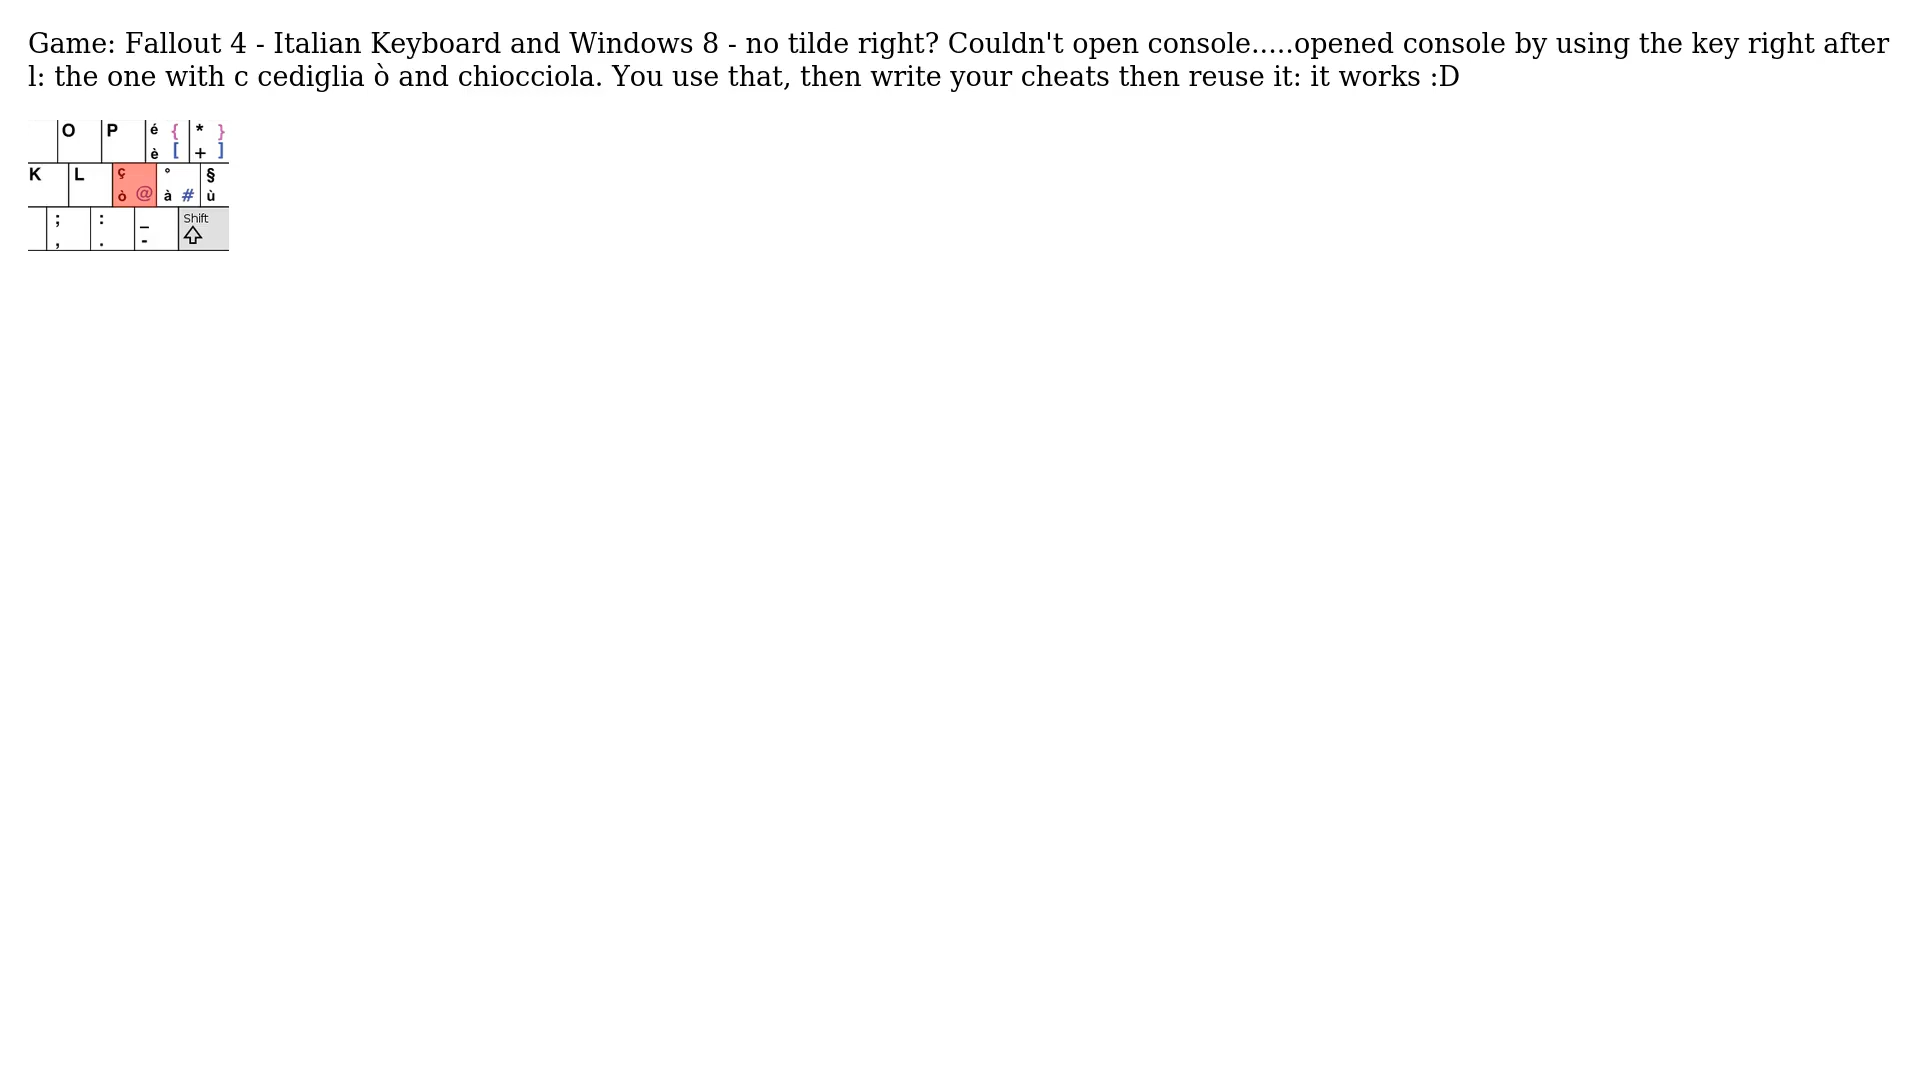 Game: Fallout 4 - Italian Keyboard and Windows 8 - no tilde right? Couldn't open console.....opened console by using the key right after
l: the one with c cediglia ò and chiocciola. You use that, then write your cheats then reuse it: it works :D
O P é { * }
è [ + ]
K L ç ° §
ò @ à # ù
; : _ Shift
, . -